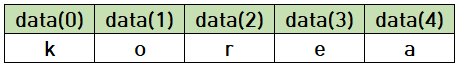 data(0) data(1) data(2) data(3) data(4)
k o r e a